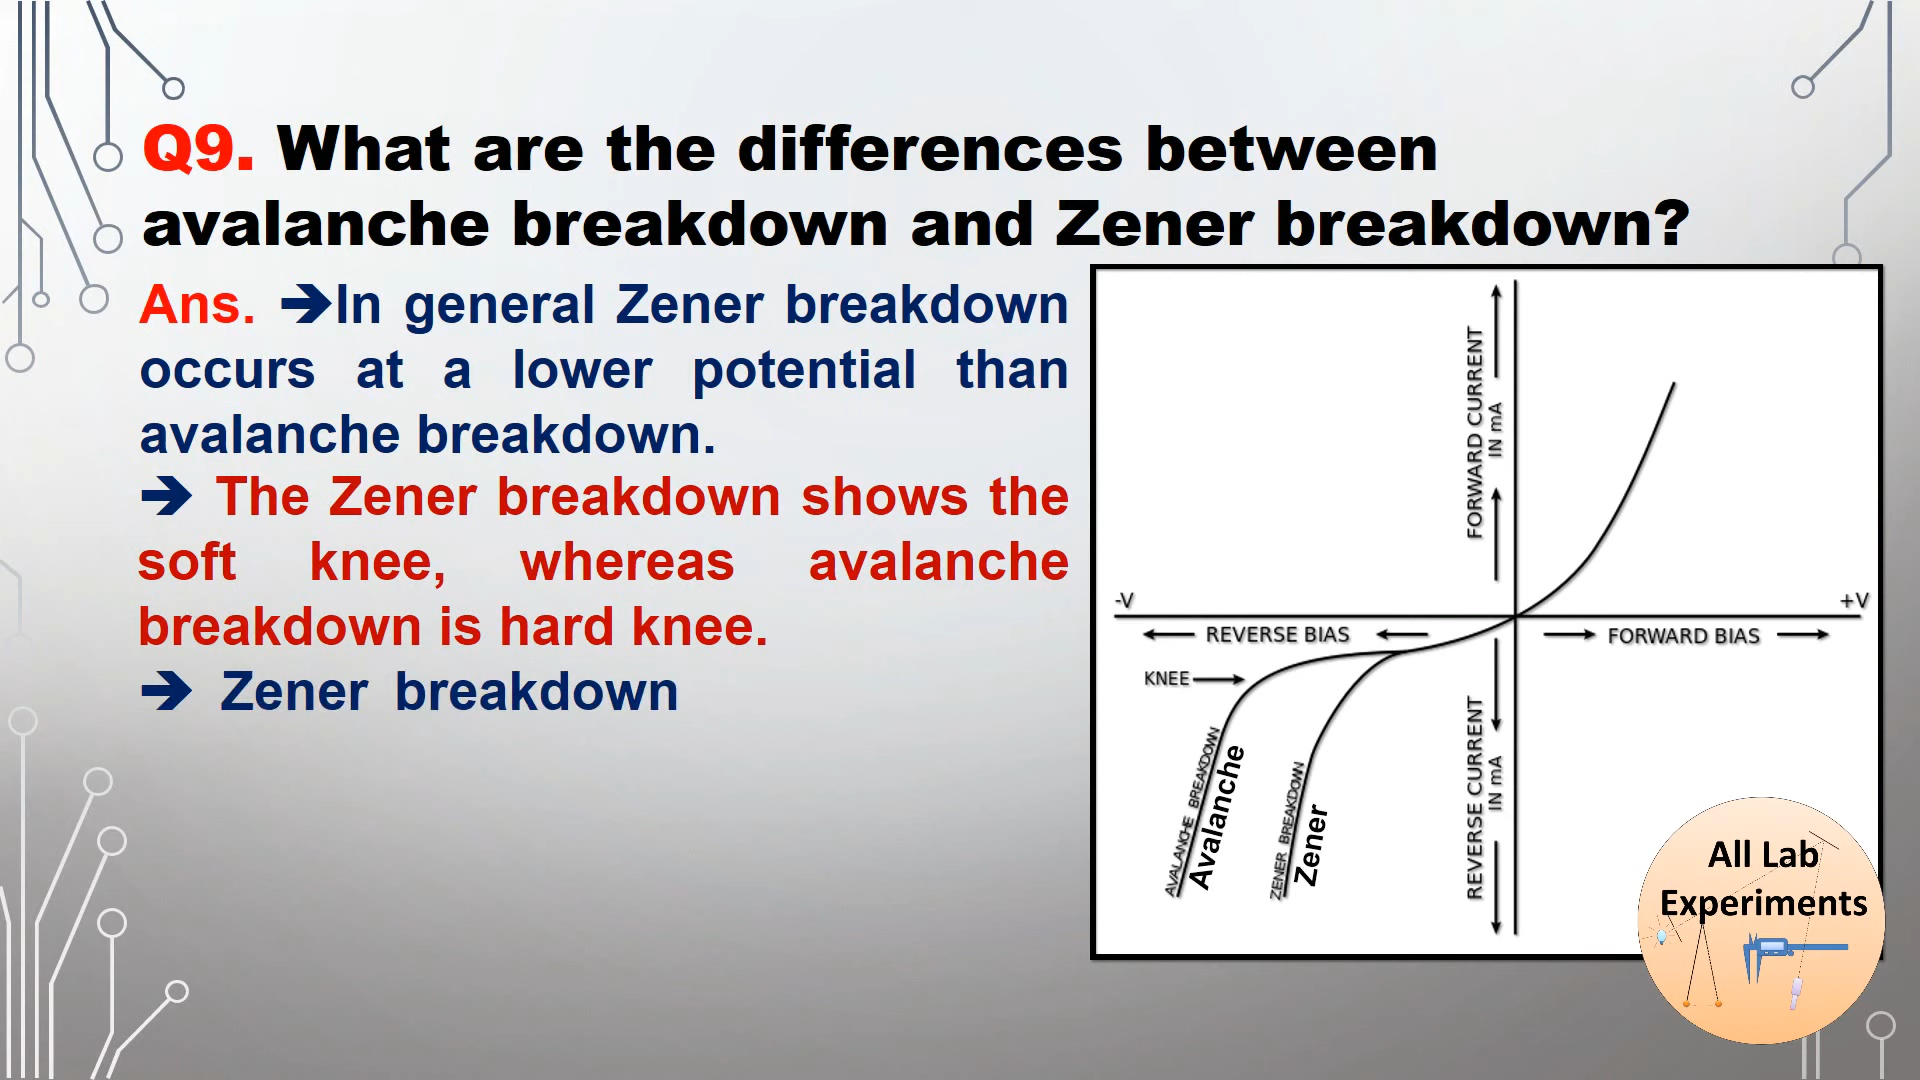 Q9. What are the differences between
avalanche breakdown and Zener breakdown?
Ans. ➔In general Zener breakdown
occurs at a lower potential than
avalanche breakdown.
➔ The Zener breakdown shows the
soft knee, whereas avalanche
breakdown is hard knee.
➔ Zener breakdown
FORWARD CURRENT
IN mA
-V
+V
REVERSE BIAS
FORWARD BIAS
KNEE
AVALANCHE BREAKDOWN
Avalanche
ZENER BREAKDOWN
Zener
REVERSE CURRENT
IN mA
All Lab
Experiments